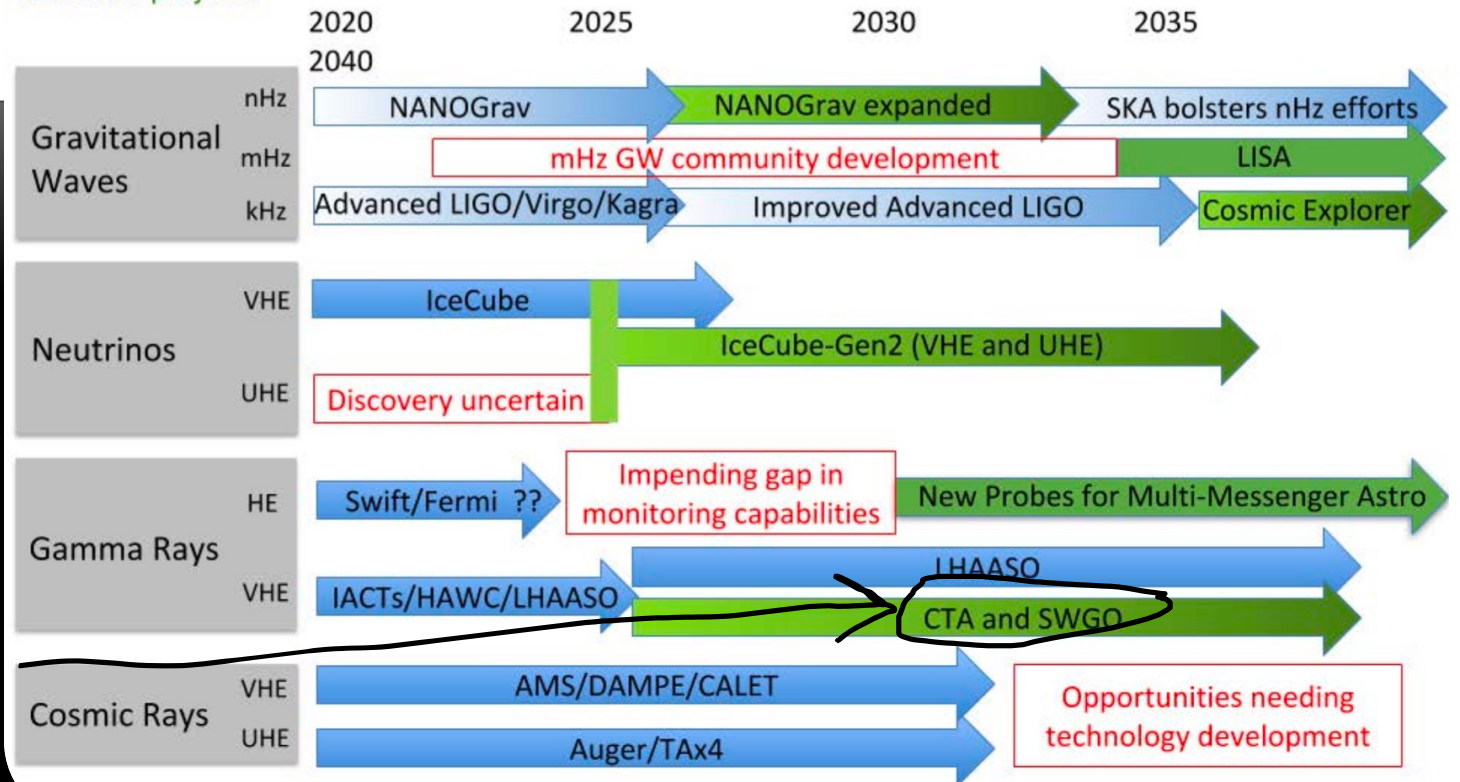 2020 2025 2030 2035
2040
Gravitational
Waves
nHz
mHz
kHz
NANOGrav
NANOGrav expanded
SKA bolsters nHz efforts
mHz GW community development
LISA
Advanced LIGO/Virgo/Kagra
Improved Advanced LIGO
Cosmic Explorer
Neutrinos
VHE
UHE
IceCube
IceCube-Gen2 (VHE and UHE)
Discovery uncertain
Gamma Rays
HE
VHE
Swift/Fermi ??
Impending gap in
monitoring capabilities
New Probes for Multi-Messenger Astro
LHAASO
IACTs/HAWC/LHAASO
CTA and SWGO
Cosmic Rays
VHE
UHE
AMS/DAMPE/CALET
Auger/TAx4
Opportunities needing
technology development